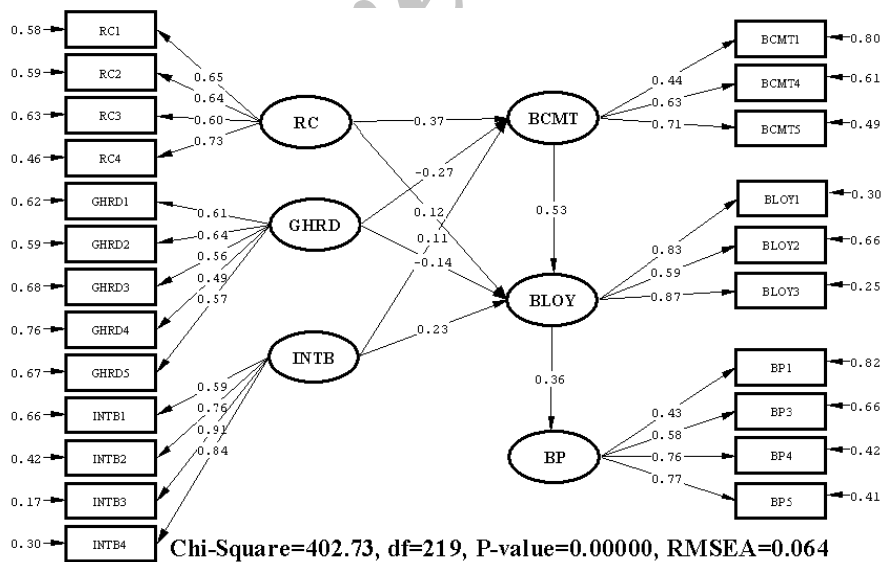 0.58 RC1
0.59 RC2
0.63 RC3
0.46 RC4
0.62 GHRD1
0.59 GHRD2
0.68 GHRD3
0.76 GHRD4
0.67 GHRD5
0.66 INTB1
0.42 INTB2
0.17 INTB3
0.30 INTB4
0.65
0.64
0.60
0.73
0.61
0.64
0.56
0.49
0.57
0.59
0.76
0.91
0.84
RC
GHRD
INTB
0.37
-0.27
0.12
0.11
-0.14
0.23
BCMT
0.53
BLOY
0.36
BP
0.44
0.63
0.71
0.83
0.59
0.87
0.43
0.58
0.76
0.77
BCMT1 0.80
BCMT4 0.61
BCMT5 0.49
BLOY1 0.30
BLOY2 0.66
BLOY3 0.25
BP1 0.82
BP3 0.66
BP4 0.42
BP5 0.41
Chi-Square=402.73, df=219, P-value=0.00000, RMSEA=0.064